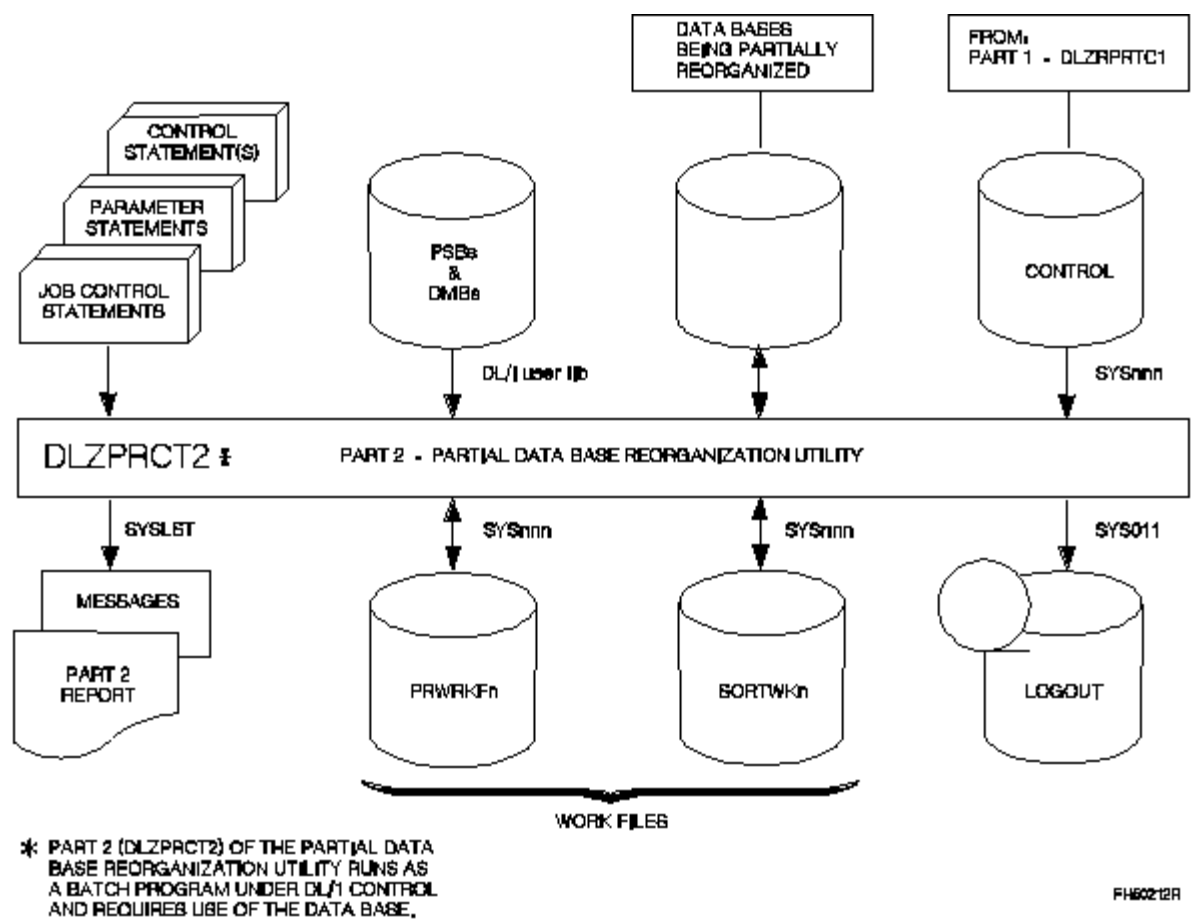 DATA BASES
BEING PARTIALLY
REORGANIZED
FROM:
PART 1 - DLZRPRTC1
CONTROL
STATEMENT(S)
PARAMETER
STATEMENTS
JOB CONTROL
STATEMENTS
PSBs
&
DMBs
CONTROL
DL/I user lib
SYSnnn
DLZPRCT2 *
PART 2 - PARTIAL DATA BASE REORGANIZATION UTILITY
SYSLST
SYSnnn
SYSnnn
SYS011
MESSAGES
PART 2
REPORT
PRWRKFn
SORTWKn
LOGOUT
WORK FILES
* PART 2 (DLZPRCT2) OF THE PARTIAL DATA
BASE REORGANIZATION UTILITY RUNS AS
A BATCH PROGRAM UNDER DL/1 CONTROL
AND REQUIRES USE OF THE DATA BASE.